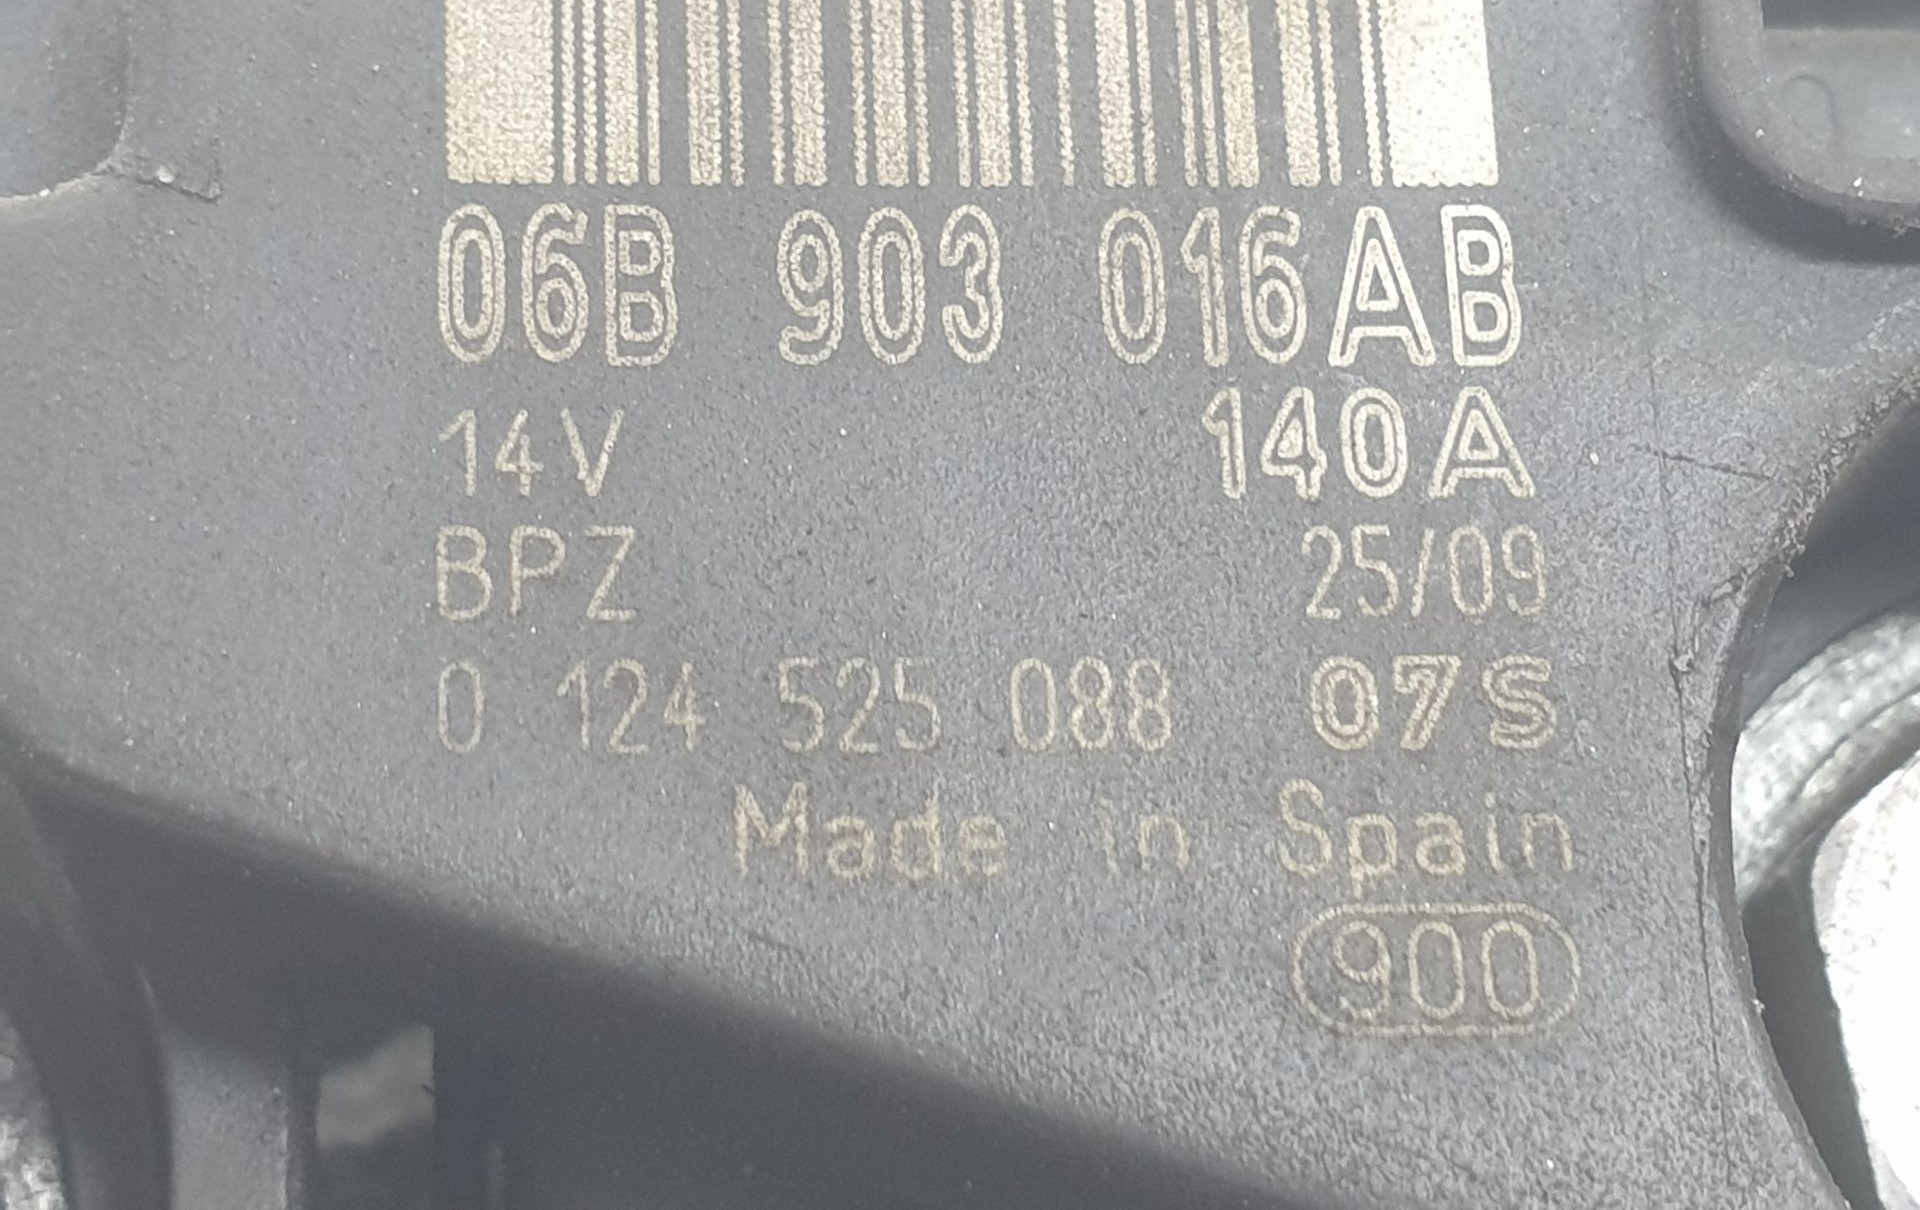 06B 903 016AB
14V 140A
BPZ 25/09
0 124 525 088 07S
Made in Spain
900